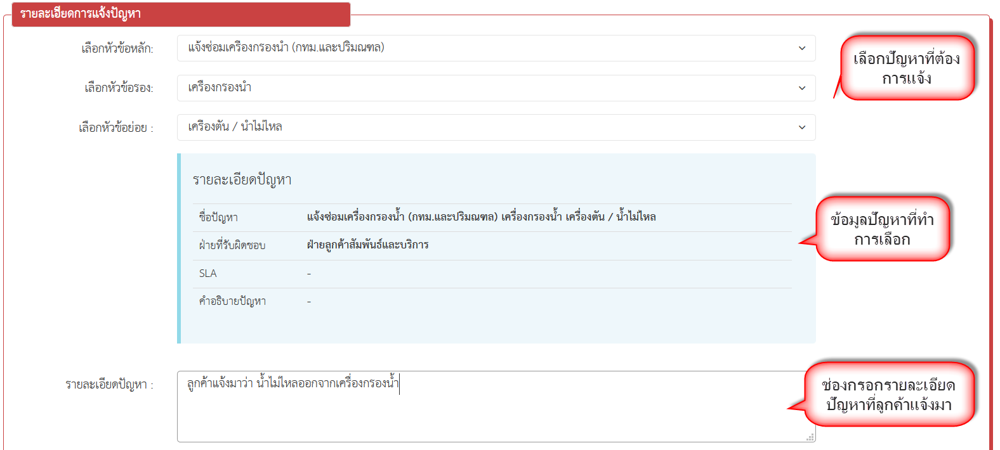 รายละเอียดการแจ้งปัญหา
เลือกหัวข้อหลัก:
แจ้งซ่อมเครื่องกรองน้ำ (กทม.และปริมณฑล)
เลือกปัญหาที่ต้อง
การแจ้ง
เลือกหัวข้อรอง:
เครื่องกรองน้ำ
เลือกหัวข้อย่อย :
เครื่องตัน / น้ำไม่ไหล
รายละเอียดปัญหา
ชื่อปัญหา แจ้งซ่อมเครื่องกรองน้ำ (กทม.และปริมณฑล) เครื่องกรองน้ำ เครื่องตัน / น้ำไม่ไหล
ฝ่ายที่รับผิดชอบ ฝ่ายลูกค้าสัมพันธ์และบริการ
SLA -
คำอธิบายปัญหา -
ข้อมูลปัญหาที่ทำ
การเลือก
รายละเอียดปัญหา :
ลูกค้าแจ้งมาว่า น้ำไม่ไหลออกจากเครื่องกรองน้ำ
ช่องกรอกรายละเอียด
ปัญหาที่ลูกค้าแจ้งมา